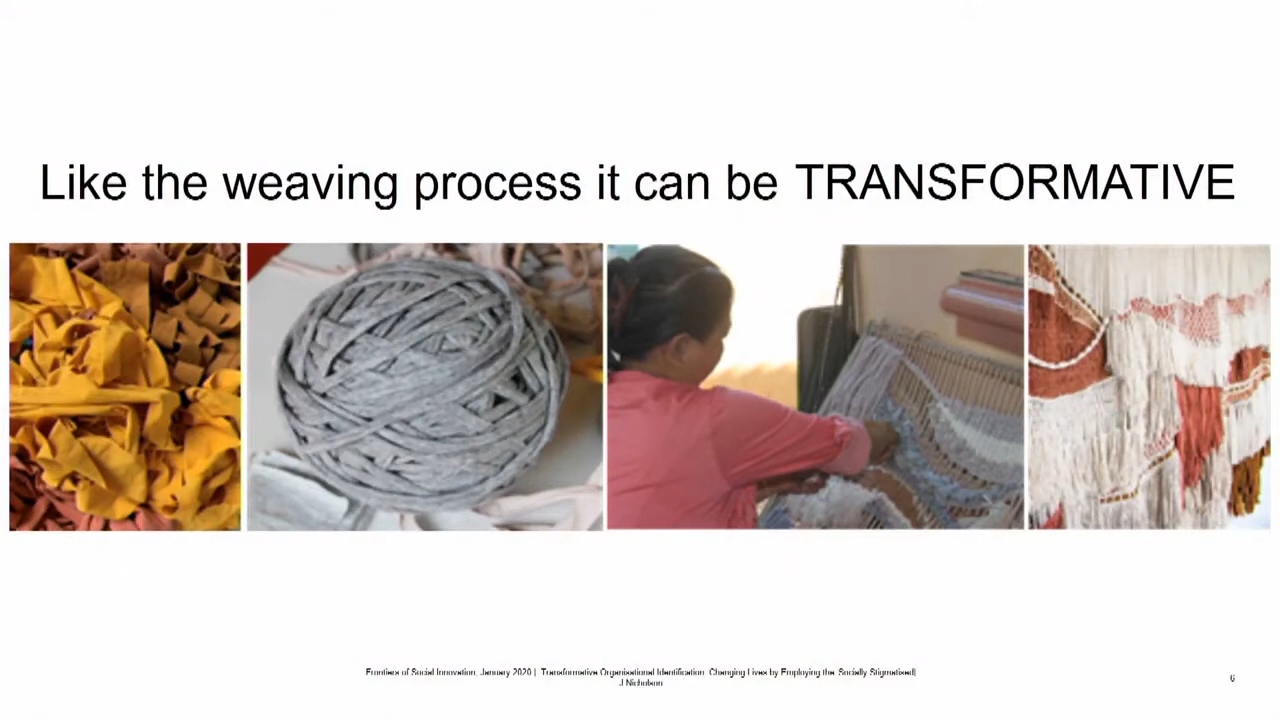 Like the weaving process it can be TRANSFORMATIVE
Frontiers of Social Innovation, January 2020 | Transformative Organisational Identification: Changing Lives by Employing the Socially Stigmatised|
J Nicholson
6